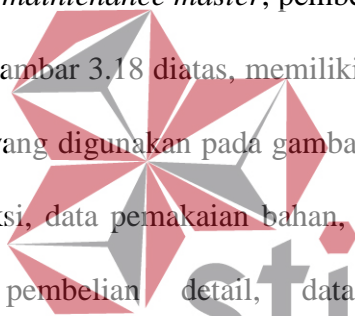 maintenance master, pembe
ambar 3.18 diatas, memiliki
yang digunakan pada gamba
ksi, data pemakaian bahan,
sti
pembelian detail, data